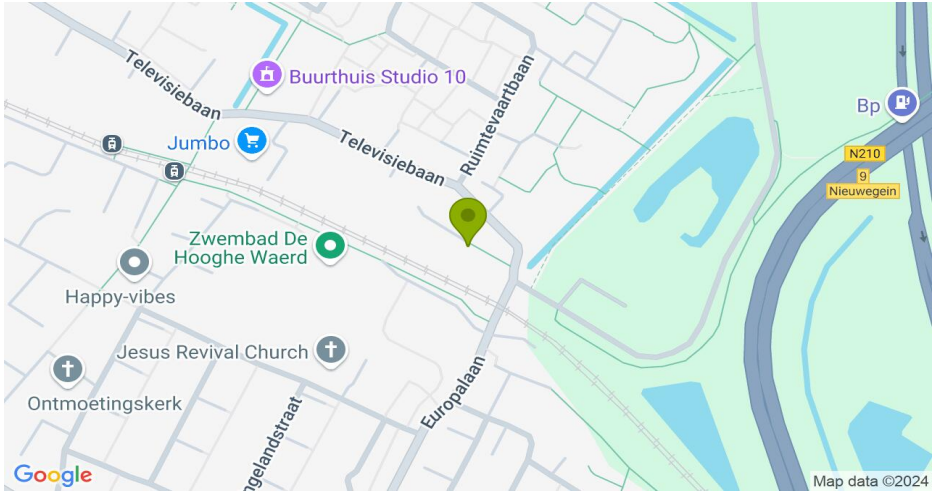 Televisiebaan
Buurthuis Studio 10
Ruimtevaartbaan
Bp
Jumbo
Televisiebaan
N210
9
Nieuwegein
Zwembad De
Hooghe Waerd
Happy-vibes
Jesus Revival Church
Ontmoetingskerk
Europalaan
ngelandstraat
Google
Map data ©2024